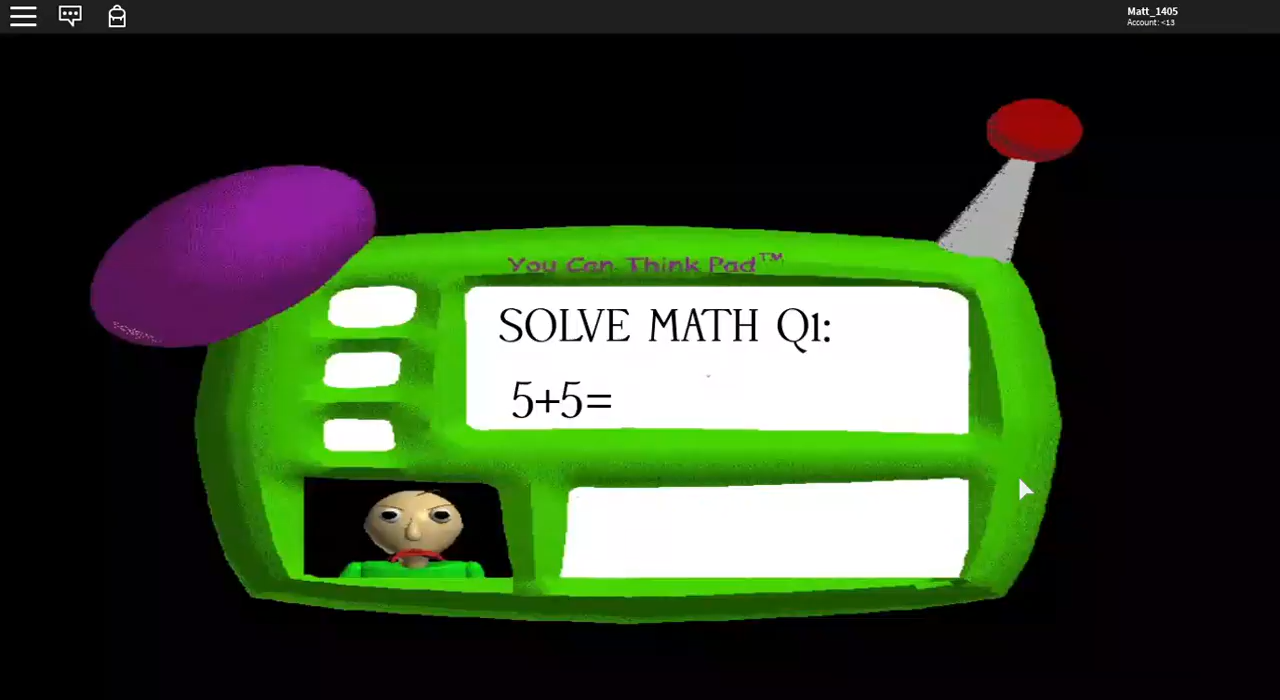 Matt_1405
Account: <13
You Can Think Pad™
SOLVE MATH Q1:
5+5=